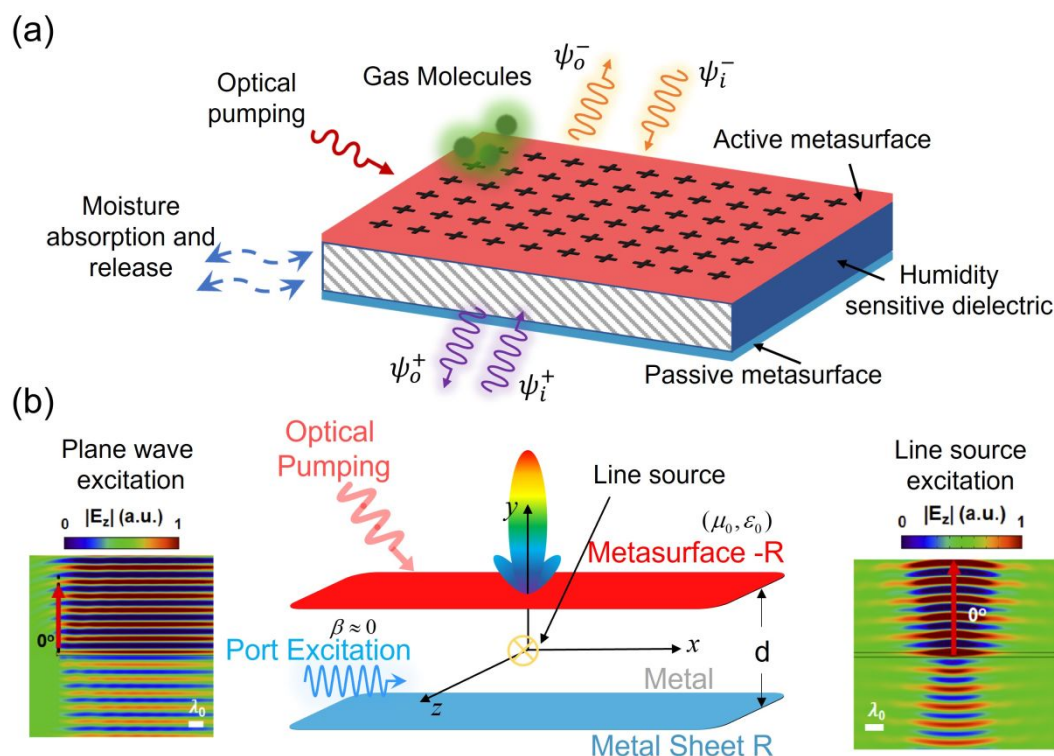 (a)
Optical
pumping
Gas Molecules
ψₒ⁻
ψᵢ⁻
Active metasurface
Moisture
absorption and
release
Humidity
sensitive dielectric
ψₒ⁺
ψᵢ⁺
Passive metasurface
(b)
Plane wave
excitation
|E_z| (a.u.)
0
1
0°
λ₀
Optical
Pumping
Line source
y
(μ₀, ε₀)
Metasurface -R
β ≈ 0
Port Excitation
x
d
Metal
z
Metal Sheet R
Line source
excitation
|E_z| (a.u.)
0
1
0°
λ₀